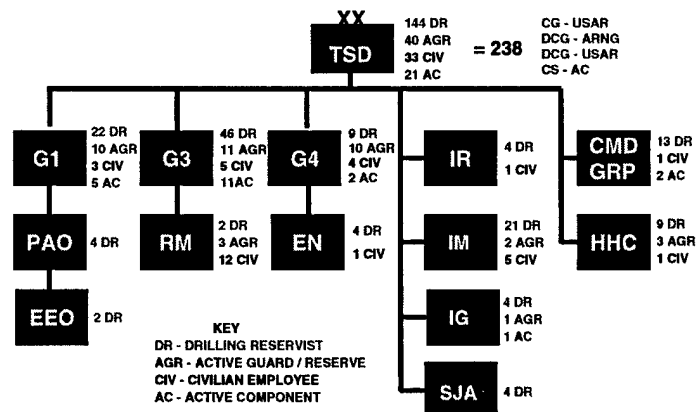 XX
TSD
144 DR
40 AGR
33 CIV
21 AC
= 238
CG - USAR
DCG - ARNG
DCG - USAR
CS - AC
G1
22 DR
10 AGR
3 CIV
5 AC
G3
46 DR
11 AGR
5 CIV
11AC
G4
9 DR
10 AGR
4 CIV
2 AC
IR
4 DR
1 CIV
CMD
GRP
13 DR
1 CIV
2 AC
PAO
4 DR
RM
2 DR
3 AGR
12 CIV
EN
4 DR
1 CIV
IM
21 DR
2 AGR
5 CIV
HHC
9 DR
3 AGR
1 CIV
EEO
2 DR
IG
4 DR
1 AGR
1 AC
SJA
4 DR
KEY
DR - DRILLING RESERVIST
AGR - ACTIVE GUARD / RESERVE
CIV - CIVILIAN EMPLOYEE
AC - ACTIVE COMPONENT